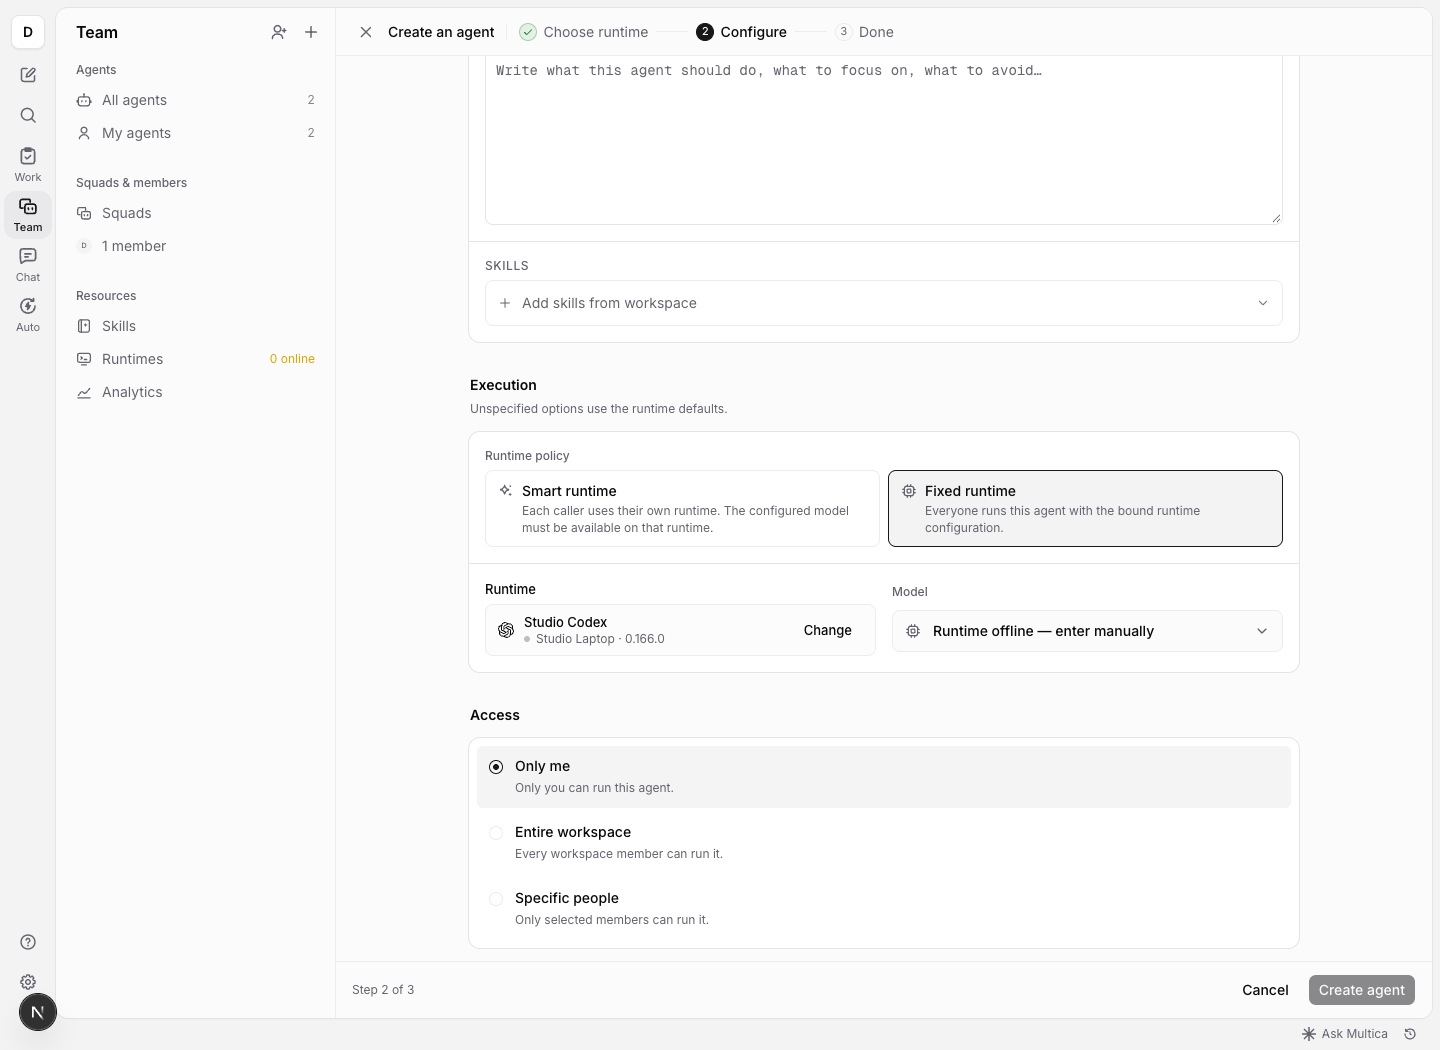 D
Team
Create an agent
Choose runtime
2
Configure
3
Done
Agents
All agents
2
My agents
2
Work
Squads & members
Squads
Team
D
1 member
Chat
Resources
Auto
Skills
Runtimes
0 online
Analytics
Write what this agent should do, what to focus on, what to avoid…
SKILLS
Add skills from workspace
Execution
Unspecified options use the runtime defaults.
Runtime policy
Smart runtime
Each caller uses their own runtime. The configured model
must be available on that runtime.
Fixed runtime
Everyone runs this agent with the bound runtime
configuration.
Runtime
Studio Codex
Studio Laptop · 0.166.0
Change
Model
Runtime offline — enter manually
Access
Only me
Only you can run this agent.
Entire workspace
Every workspace member can run it.
Specific people
Only selected members can run it.
Step 2 of 3
Cancel
Create agent
N
Ask Multica